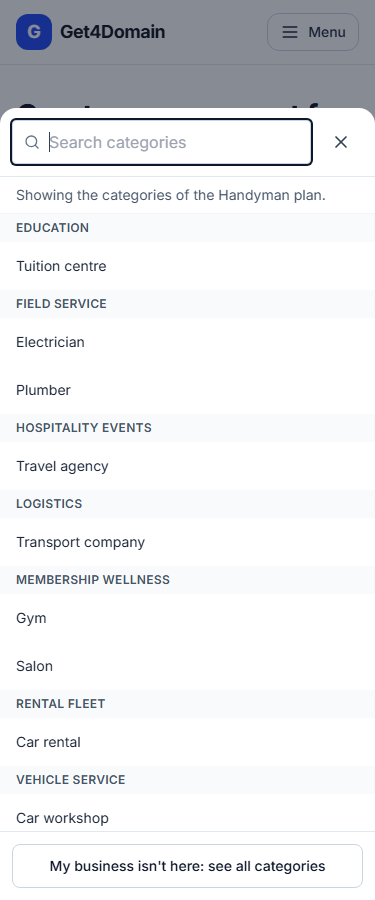 G Get4Domain
Menu
Search categories
Showing the categories of the Handyman plan.
EDUCATION
Tuition centre
FIELD SERVICE
Electrician
Plumber
HOSPITALITY EVENTS
Travel agency
LOGISTICS
Transport company
MEMBERSHIP WELLNESS
Gym
Salon
RENTAL FLEET
Car rental
VEHICLE SERVICE
Car workshop
My business isn't here: see all categories